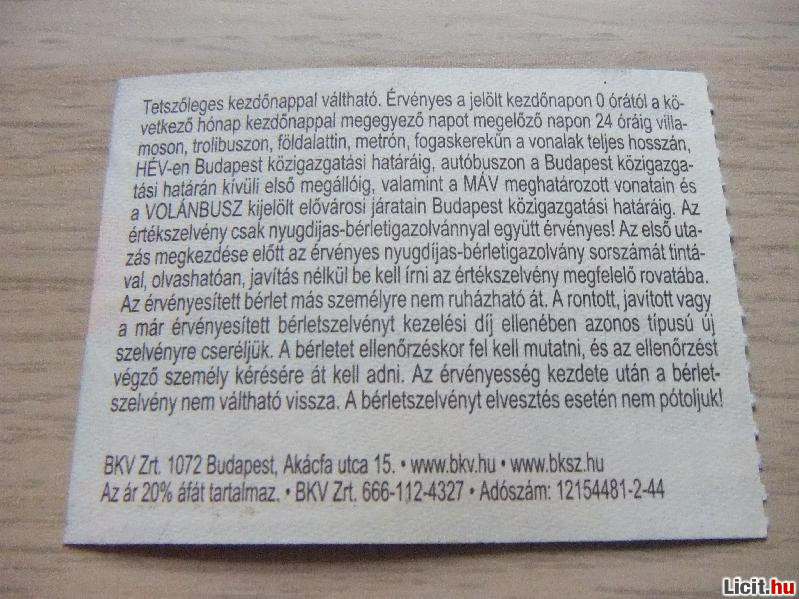 Tetszőleges kezdőnappal váltható. Érvényes a jelölt kezdőnapon 0 órától a kö-
vetkező hónap kezdőnappal megegyező napot megelőző napon 24 óráig villa-
moson, trolibuszon, földalattin, metrón, fogaskerekűn a vonalak teljes hosszán,
HÉV-en Budapest közigazgatási határáig, autóbuszon a Budapest közigazga-
tási határán kívüli első megállóig, valamint a MÁV meghatározott vonatain és
a VOLÁNBUSZ kijelölt elővárosi járatain Budapest közigazgatási határáig. Az
értékszelvény csak nyugdíjas-bérletigazolvánnyal együtt érvényes! Az első uta-
zás megkezdése előtt az érvényes nyugdíjas-bérletigazolvány sorszámát tintá-
val, olvashatóan, javítás nélkül be kell írni az értékszelvény megfelelő rovatába.
Az érvényesített bérlet más személyre nem ruházható át. A rontott, javított vagy
a már érvényesített bérletszelvényt kezelési díj ellenében azonos típusú új
szelvényre cseréljük. A bérletet ellenőrzéskor fel kell mutatni, és az ellenőrzést
végző személy kérésére át kell adni. Az érvényesség kezdete után a bérlet-
szelvény nem váltható vissza. A bérletszelvényt elvesztés esetén nem pótoljuk!
BKV Zrt. 1072 Budapest, Akácfa utca 15. • www.bkv.hu • www.bksz.hu
Az ár 20% áfát tartalmaz. • BKV Zrt. 666-112-4327 • Adószám: 12154481-2-44
Licit.hu